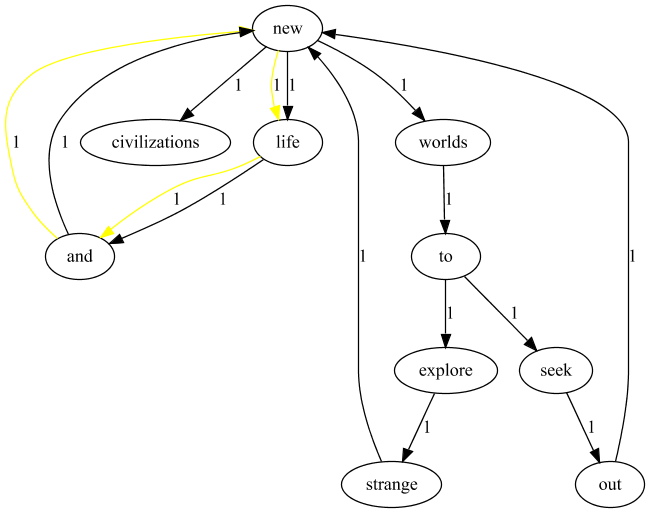 new
1 1 1 1
1 1
civilizations life worlds
1 1 1
and to
1 1 1 1
explore seek
1 1
strange out